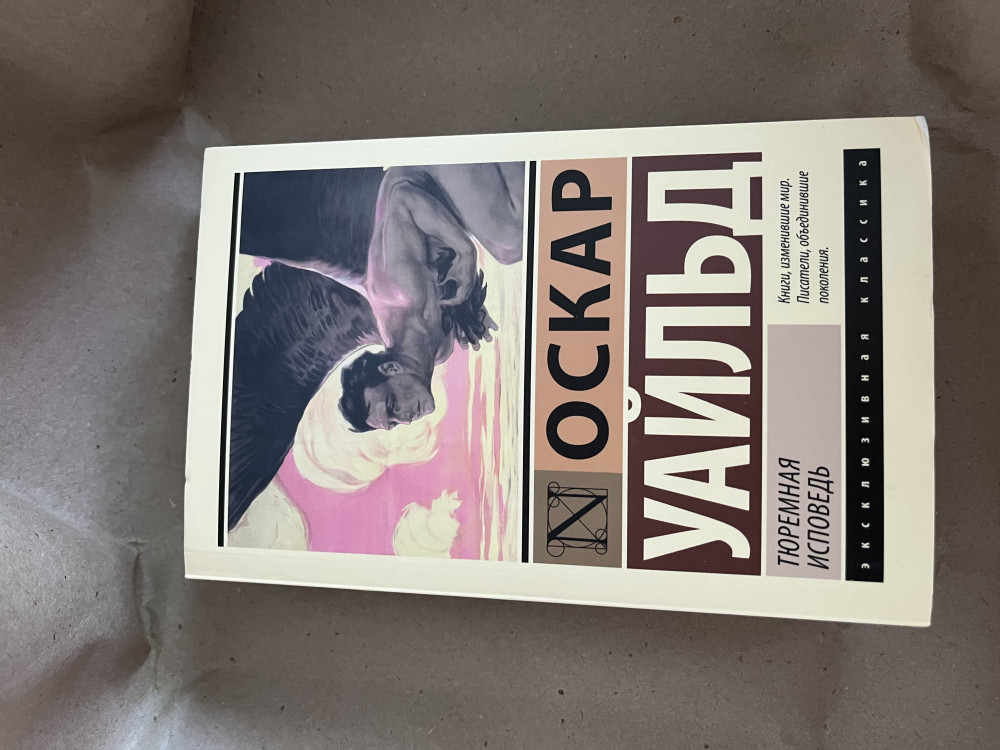 ОСКАР
УАЙЛЬД
ТЮРЕМНАЯ
ИСПОВЕДЬ
Книги, изменившие мир.
Писатели, объединившие
поколения.
эксклюзивная классика